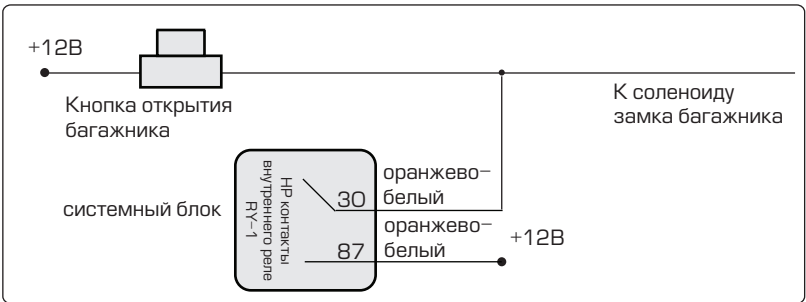 +12В
Кнопка открытия
багажника
К соленоиду
замка багажника
системный блок
НР контакты
внутреннего реле
RY-1
30
оранжево-
белый
87
оранжево-
белый
+12В